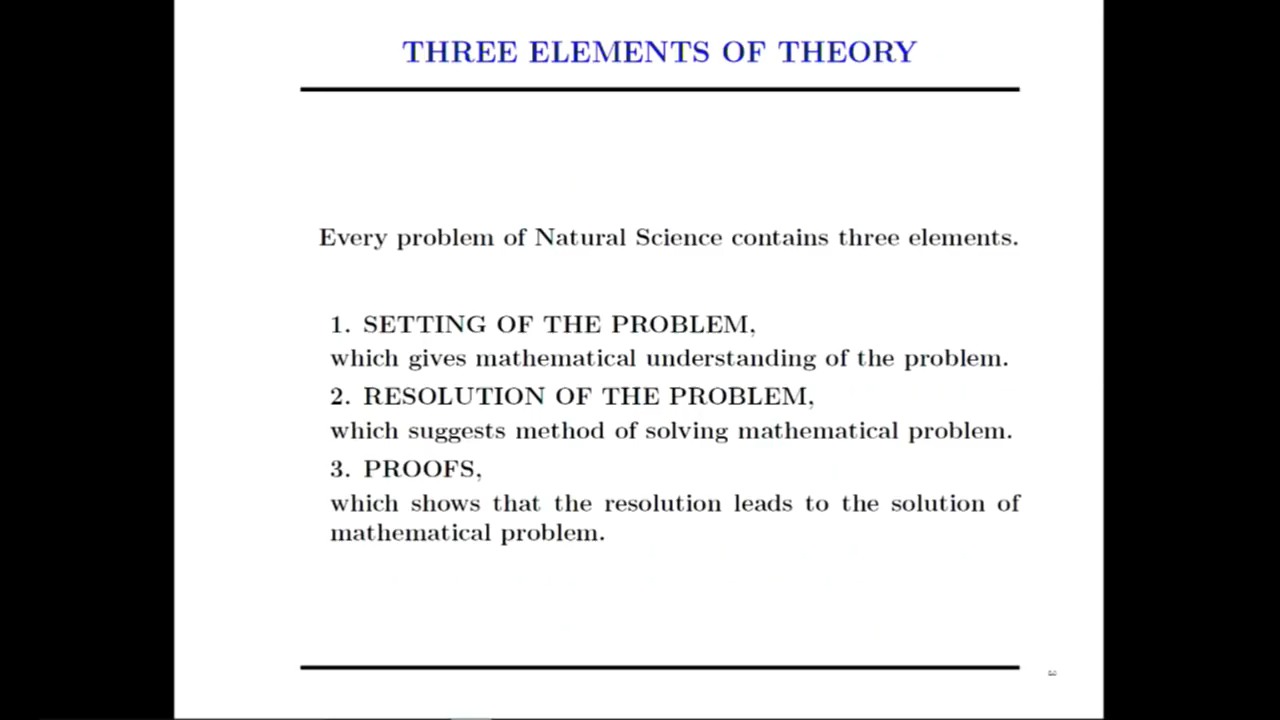 THREE ELEMENTS OF THEORY
Every problem of Natural Science contains three elements.
1. SETTING OF THE PROBLEM,
which gives mathematical understanding of the problem.
2. RESOLUTION OF THE PROBLEM,
which suggests method of solving mathematical problem.
3. PROOFS,
which shows that the resolution leads to the solution of
mathematical problem.